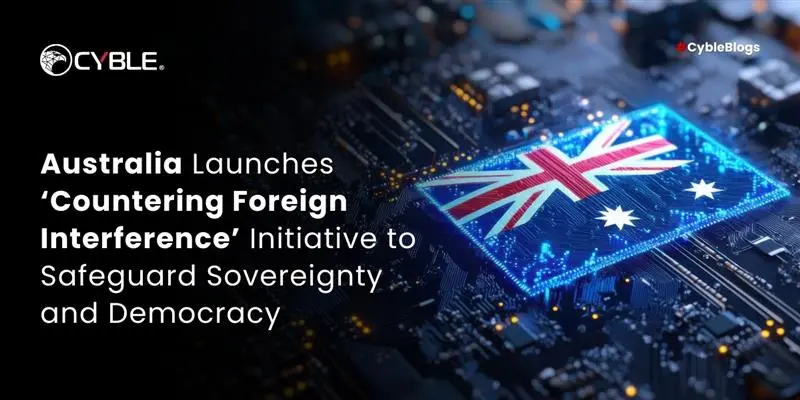 CYBLE®
#CybleBlogs
Australia Launches
‘Countering Foreign
Interference’ Initiative to
Safeguard Sovereignty
and Democracy